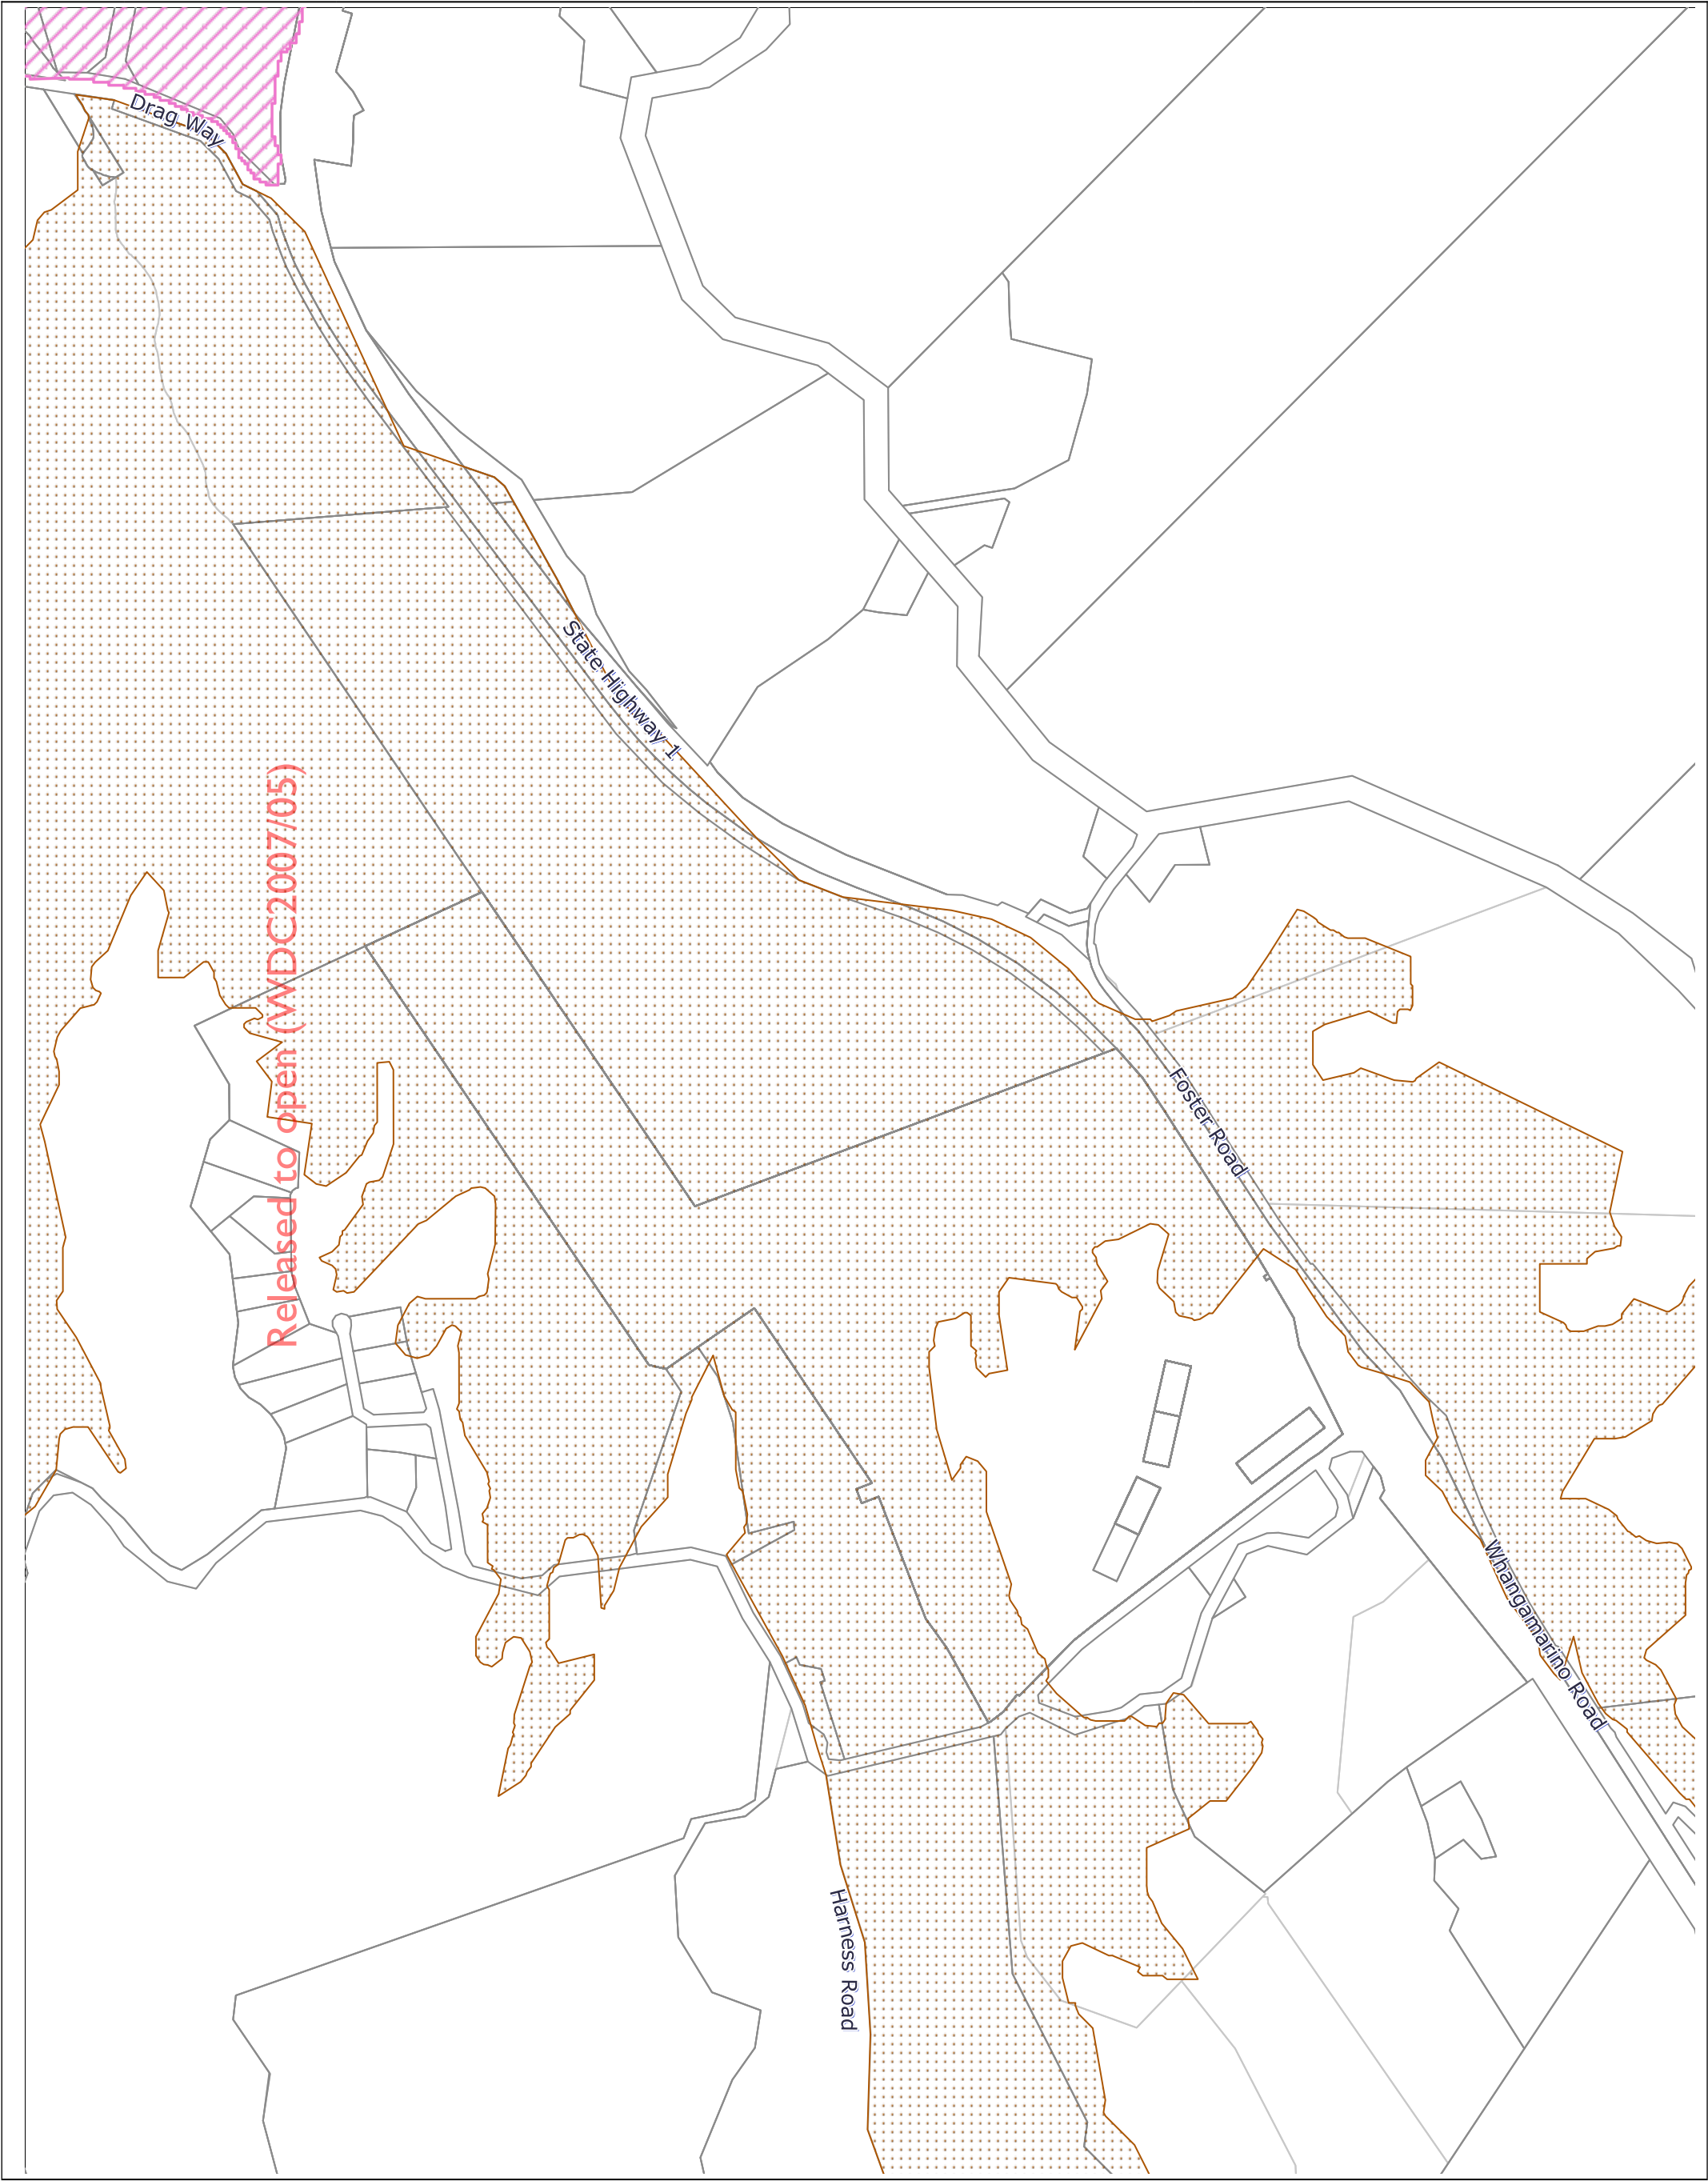 Drag Way
State Highway 1
Released to open (WDC2007/05)
Foster Road
Whangamarino Road
Harness Road